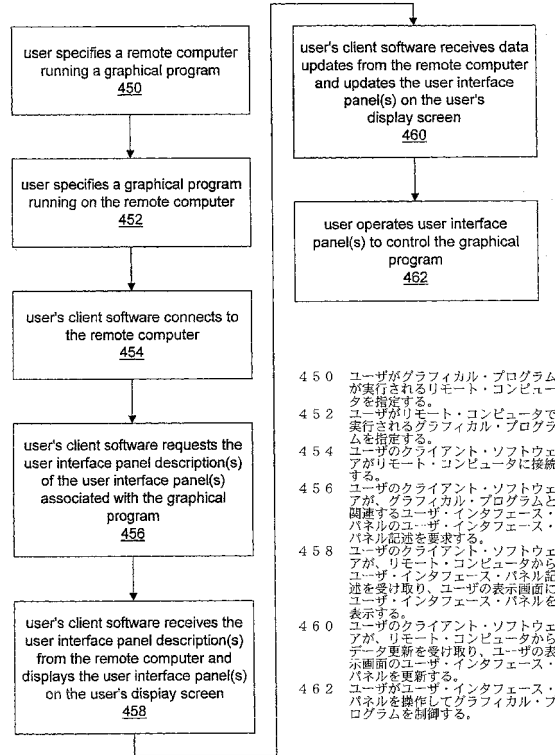 user specifies a remote computer
running a graphical program
450
user specifies a graphical program
running on the remote computer
452
user's client software connects to
the remote computer
454
user's client software requests the
user interface panel description(s)
of the user interface panel(s)
associated with the graphical
program
456
user's client software receives the
user interface panel description(s)
from the remote computer and
displays the user interface panel(s)
on the user's display screen
458
user's client software receives data
updates from the remote computer
and updates the user interface
panel(s) on the user's
display screen
460
user operates user interface
panel(s) to control the graphical
program
462
450 ユーザがグラフィカル・プログラム
が実行されるリモート・コンピュー
タを指定する。
452 ユーザがリモート・コンピュータで
実行されるグラフィカル・プログラ
ムを指定する。
454 ユーザのクライアント・ソフトウェ
アがリモート・コンピュータに接続
する。
456 ユーザのクライアント・ソフトウェ
アが、グラフィカル・プログラムと
関連するユーザ・インタフェース・
パネルのユーザ・インタフェース・
パネル記述を要求する。
458 ユーザのクライアント・ソフトウェ
アが、リモート・コンピュータから
ユーザ・インタフェース・パネル記
述を受け取り、ユーザの表示画面に
ユーザ・インタフェース・パネルを
表示する。
460 ユーザのクライアント・ソフトウェ
アが、リモート・コンピュータから
データ更新を受け取り、ユーザの表
示画面のユーザ・インタフェース・
パネルを更新する。
462 ユーザがユーザ・インタフェース・
パネルを操作してグラフィカル・プ
ログラムを制御する。